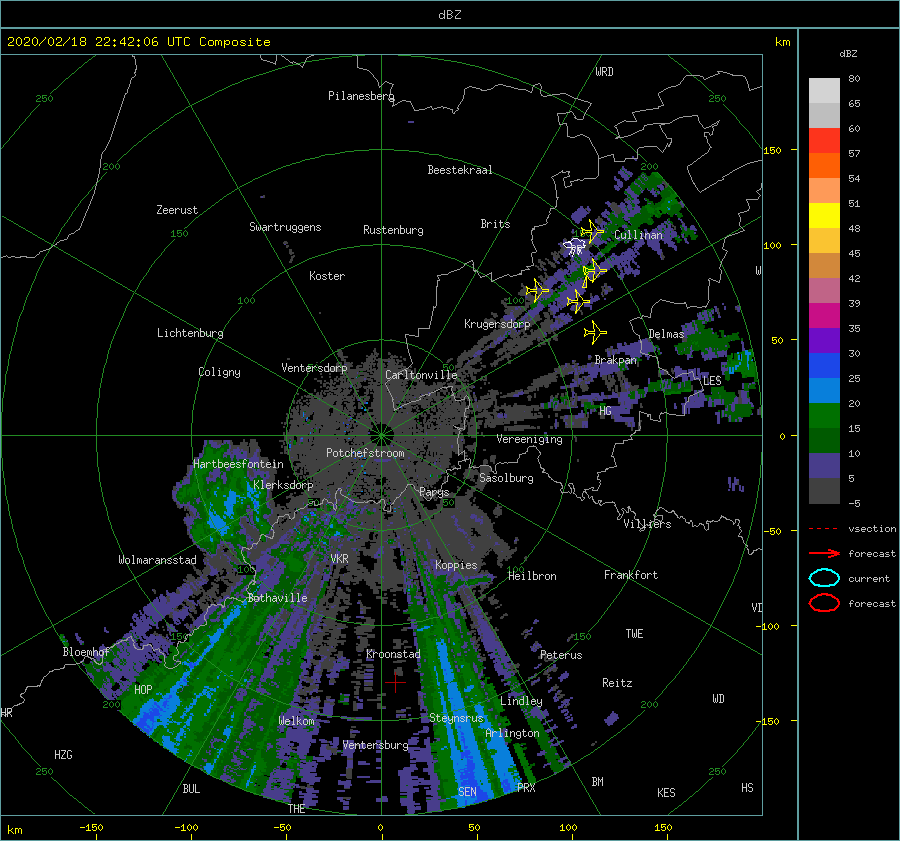 dBZ
2020/02/18 22:42:06 UTC Composite
km
dBZ
WRD
250
250
Pilanesberg
80
65
60
57
54
51
48
45
42
39
35
30
25
20
15
10
5
-5
150
200
200
Beestekraal
Zeerust
Swartruggens
Rustenburg
Brits
Cullinan
150
100
W
Koster
100
100
Krugersdorp
Lichtenburg
Delmas
50
Brakpan
Coligny
Ventersdorp
Carltonville
LES
HG
0
Vereeniging
Potchefstroom
Hartbeesfontein
Klerksdorp
Sasolburg
Parys
50
50
Villiers
-50
vsection
forecast
current
forecast
Wolmaransstad
VKR
Koppies
100
100
Heilbron
Frankfort
Bothaville
VD
-100
150
150
TWE
Bloemhof
Kroonstad
Peterus
Reitz
HOP
WD
200
200
Lindley
HR
Welkom
Steynsrus
-150
Arlington
Ventersburg
HZG
250
250
BUL
SEN
PRX
BM
KES
HS
THE
km
-150
-100
-50
0
50
100
150